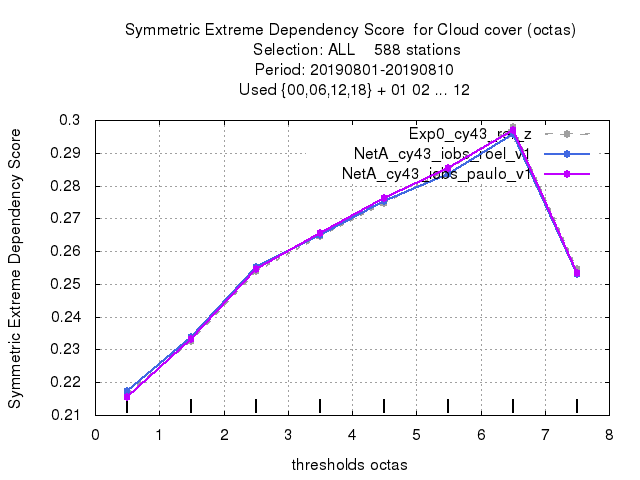 Symmetric Extreme Dependency Score for Cloud cover (octas)
Selection: ALL 588 stations
Period: 20190801-20190810
Used {00,06,12,18} + 01 02 ... 12
Symmetric Extreme Dependency Score
0.3
0.29
0.28
0.27
0.26
0.25
0.24
0.23
0.22
0.21
Exp0_cy43_rel_z
NetA_cy43_iobs_roel_v1
NetA_cy43_iobs_paulo_v1
0 1 2 3 4 5 6 7 8
thresholds octas